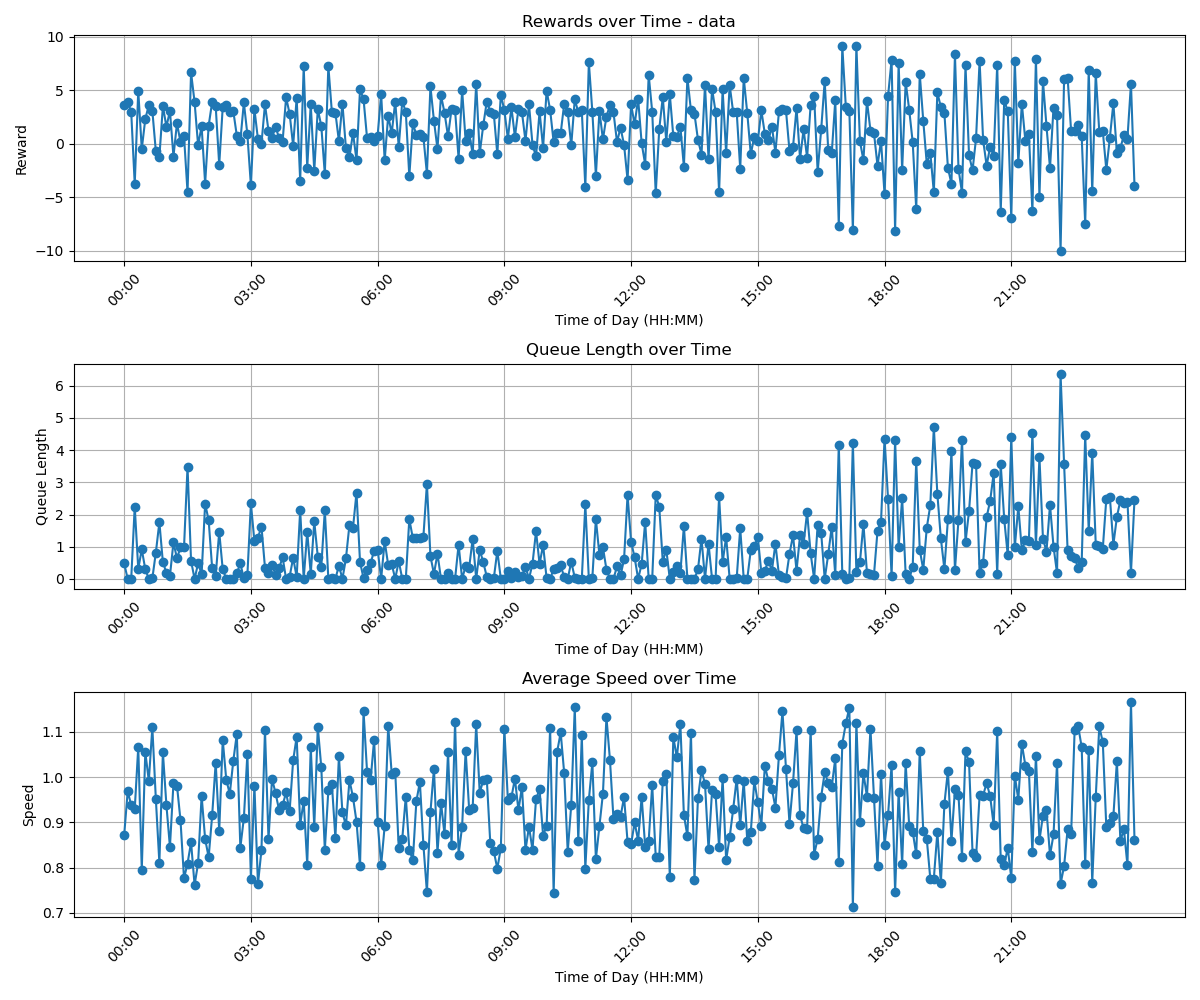 Rewards over Time - data
10
5
0
−5
−10
Reward
00:00 03:00 06:00 09:00 12:00 15:00 18:00 21:00
Time of Day (HH:MM)
Queue Length over Time
6
5
4
3
2
1
0
Queue Length
00:00 03:00 06:00 09:00 12:00 15:00 18:00 21:00
Time of Day (HH:MM)
Average Speed over Time
1.1
1.0
0.9
0.8
0.7
Speed
00:00 03:00 06:00 09:00 12:00 15:00 18:00 21:00
Time of Day (HH:MM)